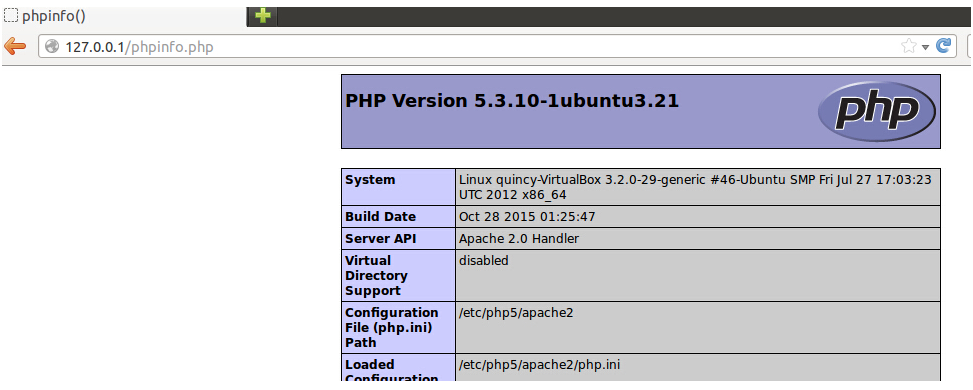 phpinfo()
127.0.0.1/phpinfo.php
PHP Version 5.3.10-1ubuntu3.21
php
System
Linux quincy-VirtualBox 3.2.0-29-generic #46-Ubuntu SMP Fri Jul 27 17:03:23
UTC 2012 x86_64
Build Date
Oct 28 2015 01:25:47
Server API
Apache 2.0 Handler
Virtual
Directory
Support
disabled
Configuration
File (php.ini)
Path
/etc/php5/apache2
Loaded
Configuration
/etc/php5/apache2/php.ini